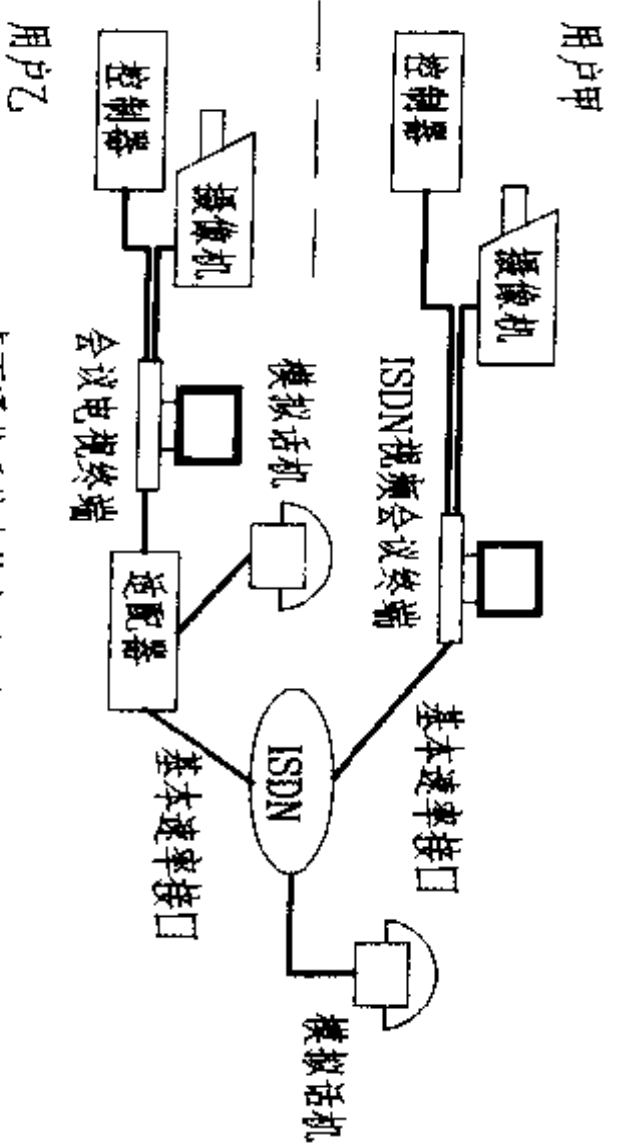 用户甲
控制器
摄像机
ISDN视频会议终端
基本速率接口
控制器
摄像机
模拟话机
会议电视终端
适配器
ISDN
基本速率接口
模拟话机
用户乙